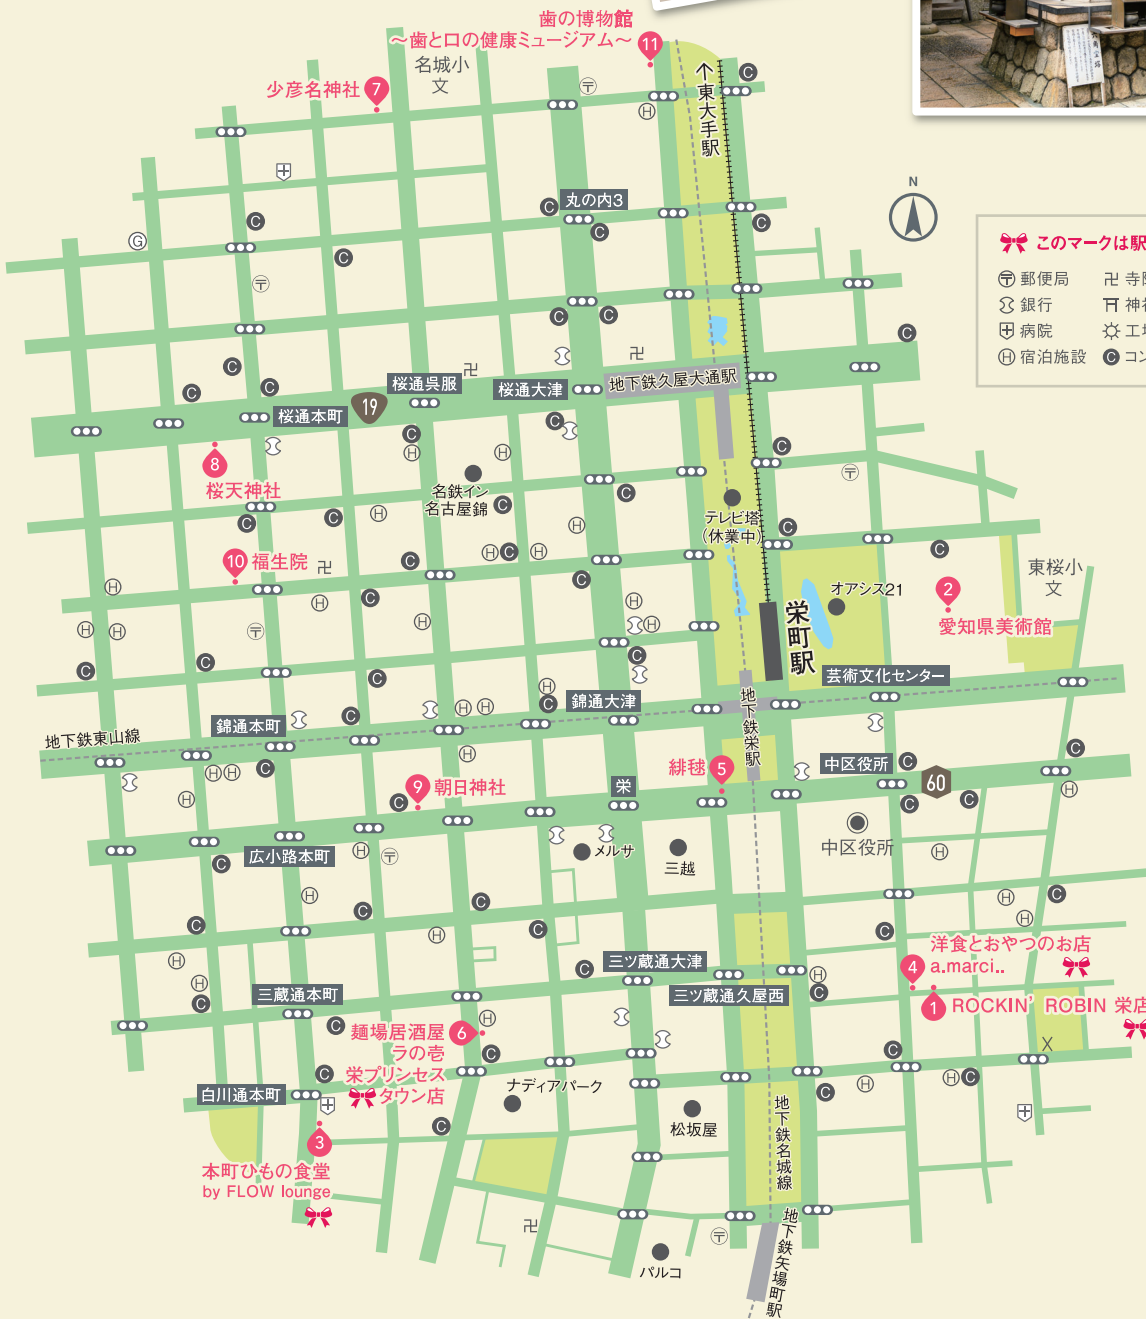 歯の博物館
～歯と口の健康ミュージアム～
11
名城小
文
少彦名神社
7
↑東大手駅
丸の内3
N
このマークは駅
郵便局
卍 寺院
銀行
神社
病院
工場
H 宿泊施設
C コン
桜通呉服
桜通大津
地下鉄久屋大通駅
桜通本町
19
8
桜天神社
名鉄イン
名古屋錦
テレビ塔
(休業中)
10
福生院
東桜小
文
オアシス21
2
愛知県美術館
栄町駅
芸術文化センター
錦通大津
地下鉄栄駅
錦通本町
地下鉄東山線
緋毬
5
中区役所
60
9
朝日神社
栄
中区役所
広小路本町
メルサ
三越
洋食とおやつのお店
a.marci..
4
1
ROCKIN' ROBIN 栄店
三ツ蔵通大津
三ツ蔵通久屋西
三蔵通本町
麺場居酒屋
ラの壱
栄プリンセス
タウン店
6
ナディアパーク
白川通本町
松坂屋
地下鉄名城線
3
本町ひもの食堂
by FLOW lounge
パルコ
地下鉄矢場町駅